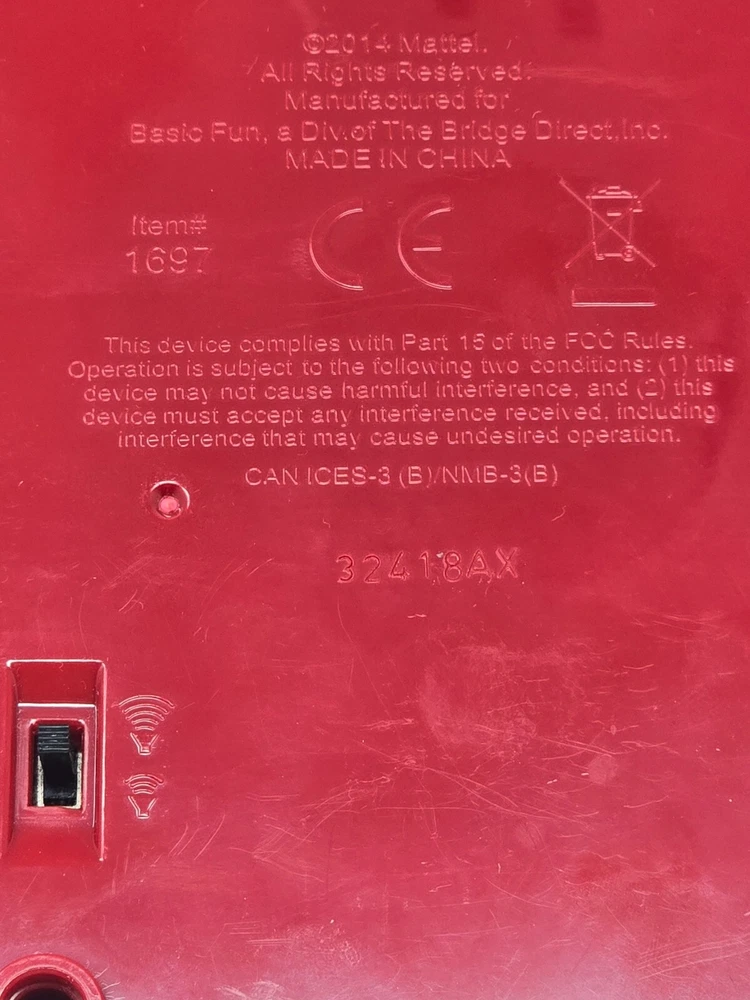 ©2014 Mattel.
All Rights Reserved.
Manufactured for
Basic Fun, a Div.of The Bridge Direct,Inc.
MADE IN CHINA
Item#
1697
CE
This device complies with Part 15 of the FCC Rules.
Operation is subject to the following two conditions: (1) this
device may not cause harmful interference, and (2) this
device must accept any interference received, including
interference that may cause undesired operation.
CAN ICES-3 (B)/NMB-3(B)
32418AX